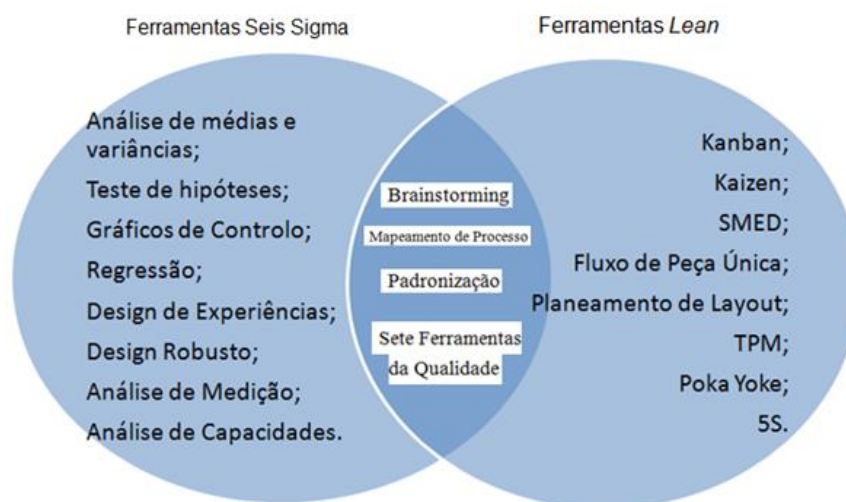 Ferramentas Seis Sigma
Ferramentas Lean
Análise de médias e
variâncias;
Teste de hipóteses;
Gráficos de Controlo;
Regressão;
Design de Experiências;
Design Robusto;
Análise de Medição;
Análise de Capacidades.
Brainstorming
Mapeamento de Processo
Padronização
Sete Ferramentas
da Qualidade
Kanban;
Kaizen;
SMED;
Fluxo de Peça Única;
Planeamento de Layout;
TPM;
Poka Yoke;
5S.